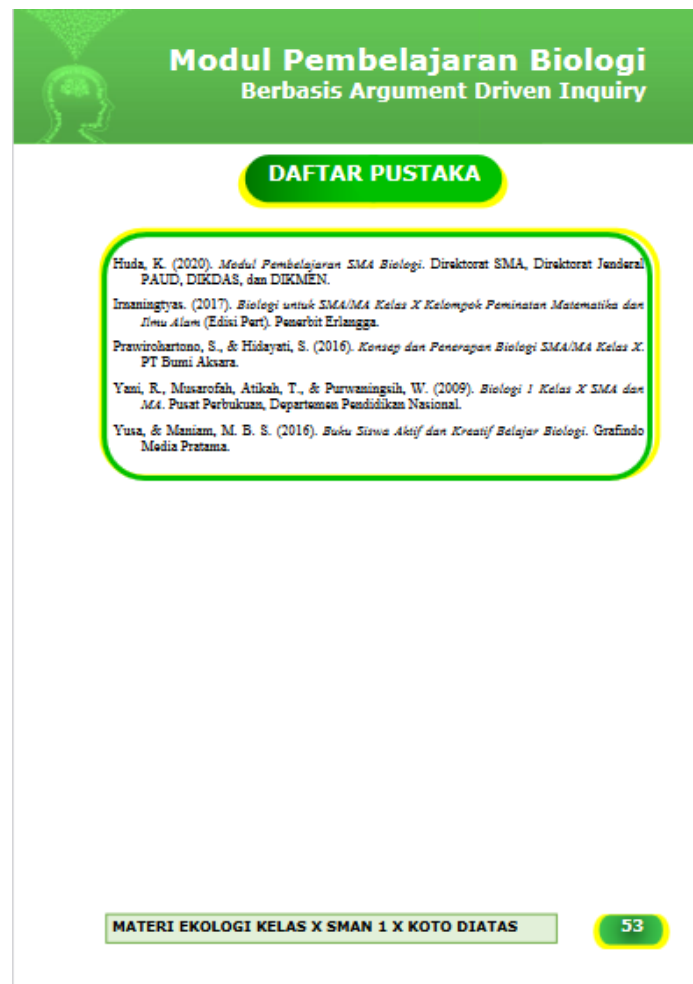 Modul Pembelajaran Biologi
Berbasis Argument Driven Inquiry
DAFTAR PUSTAKA
Huda, K. (2020). Modul Pembelajaran SMA Biologi. Direktorat SMA, Direktorat Jenderal
PAUD, DIKDAS, dan DIKMEN.
Irnaningtyas. (2017). Biologi untuk SMA/MA Kelas X Kelompok Peminatan Matematika dan
Ilmu Alam (Edisi Pert). Penerbit Erlangga.
Prawirohartono, S., & Hidayati, S. (2016). Konsep dan Penerapan Biologi SMA/MA Kelas X.
PT Bumi Aksara.
Yani, R., Musarofah, Atikah, T., & Purwaningsih, W. (2009). Biologi 1 Kelas X SMA dan
MA. Pusat Perbukuan, Departemen Pendidikan Nasional.
Yusa, & Maniam, M. B. S. (2016). Buku Siswa Aktif dan Kreatif Belajar Biologi. Grafindo
Media Pratama.
MATERI EKOLOGI KELAS X SMAN 1 X KOTO DIATAS
53